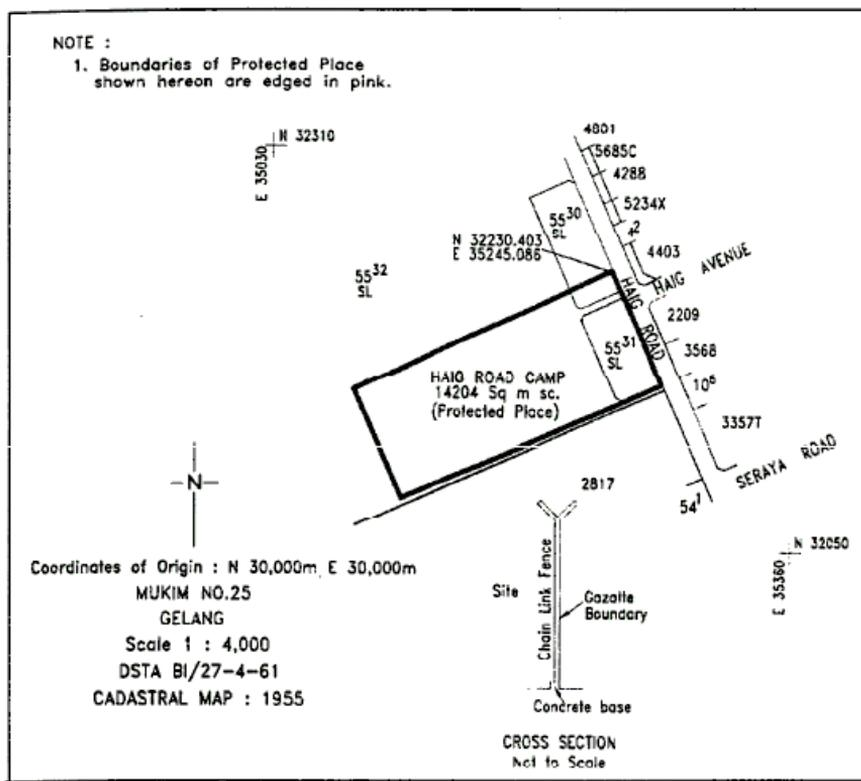 NOTE :
1. Boundaries of Protected Place
shown hereon are edged in pink.
N 32310
E 35030
4801
5685C
4288
5234X
4²
4403
55³⁰
SL
N 32230.403
E 35245.086
55³²
SL
HAIG AVENUE
HAIG ROAD
2209
55³¹
SL
3568
10⁶
3357T
HAIG ROAD CAMP
14204 Sq m sc.
(Protected Place)
SERAYA ROAD
54¹
2817
N
N 32050
E 35360
Coordinates of Origin : N 30,000m E 30,000m
MUKIM NO.25
GELANG
Scale 1 : 4,000
DSTA BI/27-4-61
CADASTRAL MAP : 1955
Site
Chain Link Fence
Gazatte
Boundary
Concrete base
CROSS SECTION
Not to Scale